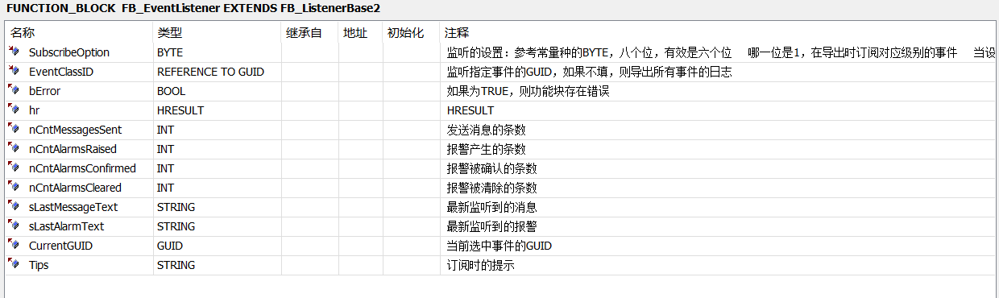 FUNCTION_BLOCK FB_EventListener EXTENDS FB_ListenerBase2
名称 类型 继承自 地址 初始化 注释
SubscribeOption BYTE 监听的设置：参考常量种的BYTE，八个位，有效是六个位 哪一位是1，在导出时订阅对应级别的事件 当设
EventClassID REFERENCE TO GUID 监听指定事件的GUID，如果不填，则导出所有事件的日志
bError BOOL 如果为TRUE，则功能块存在错误
hr HRESULT HRESULT
nCntMessagesSent INT 发送消息的条数
nCntAlarmsRaised INT 报警产生的条数
nCntAlarmsConfirmed INT 报警被确认的条数
nCntAlarmsCleared INT 报警被清除的条数
sLastMessageText STRING 最新监听到的消息
sLastAlarmText STRING 最新监听到的报警
CurrentGUID GUID 当前选中事件的GUID
Tips STRING 订阅时的提示